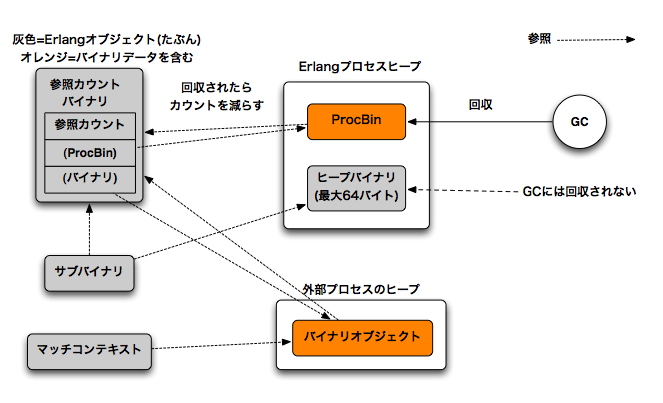 灰色=Erlangオブジェクト(たぶん)
オレンジ=バイナリデータを含む
参照
参照カウント
バイナリ
参照カウント
(ProcBin)
(バイナリ)
回収されたら
カウントを減らす
Erlangプロセスヒープ
ProcBin
ヒープバイナリ
(最大64バイト)
回収
GC
GCには回収されない
サブバイナリ
外部プロセスのヒープ
バイナリオブジェクト
マッチコンテキスト